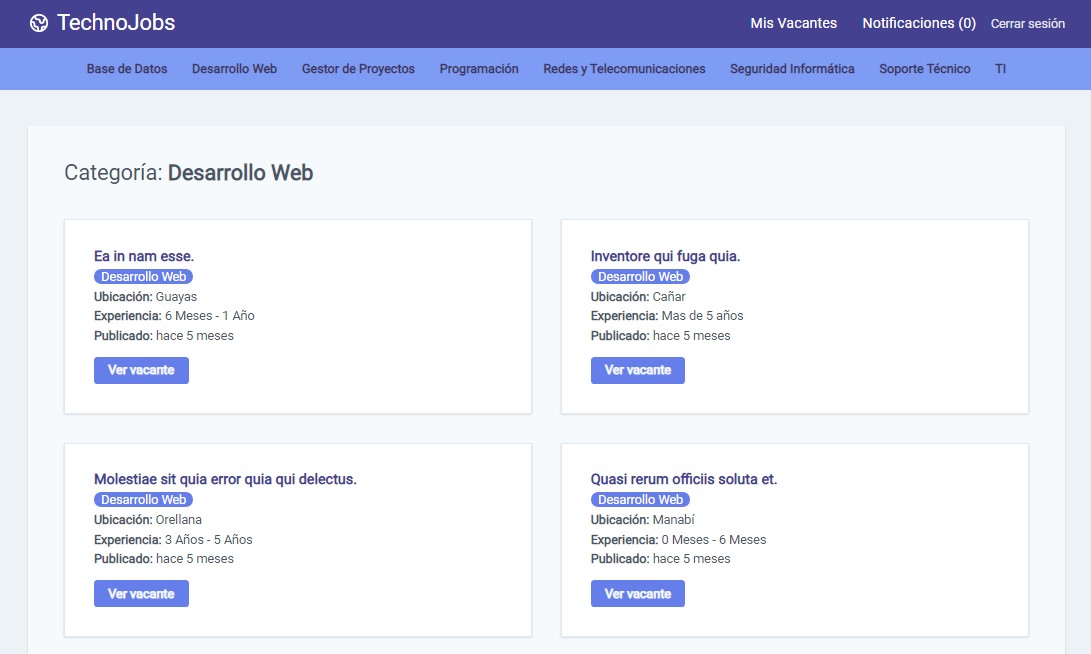 TechnoJobs
Mis Vacantes Notificaciones (0) Cerrar sesión
Base de Datos Desarrollo Web Gestor de Proyectos Programación Redes y Telecomunicaciones Seguridad Informática Soporte Técnico TI
Categoría: Desarrollo Web
Ea in nam esse.
Desarrollo Web
Ubicación: Guayas
Experiencia: 6 Meses - 1 Año
Publicado: hace 5 meses
Ver vacante
Inventore qui fuga quia.
Desarrollo Web
Ubicación: Cañar
Experiencia: Mas de 5 años
Publicado: hace 5 meses
Ver vacante
Molestiae sit quia error quia qui delectus.
Desarrollo Web
Ubicación: Orellana
Experiencia: 3 Años - 5 Años
Publicado: hace 5 meses
Ver vacante
Quasi rerum officiis soluta et.
Desarrollo Web
Ubicación: Manabí
Experiencia: 0 Meses - 6 Meses
Publicado: hace 5 meses
Ver vacante